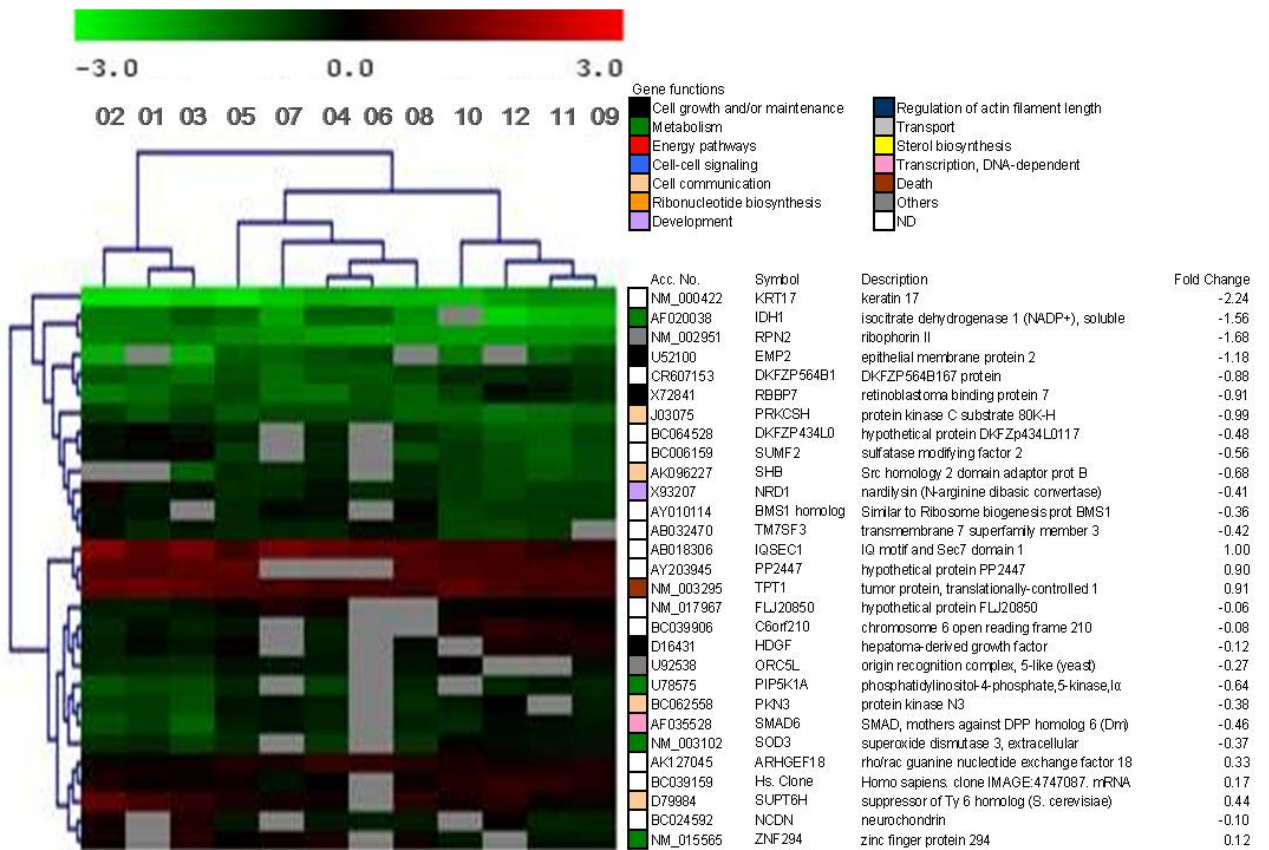 -3.0 0.0 3.0
02 01 03 05 07 04 06 08 10 12 11 09
Gene functions
Cell growth and/or maintenance
Metabolism
Energy pathways
Cell-cell signaling
Cell communication
Ribonucleotide biosynthesis
Development
Regulation of actin filament length
Transport
Sterol biosynthesis
Transcription, DNA-dependent
Death
Others
ND
Acc. No. Symbol Description Fold Change
NM_000422 KRT17 keratin 17 -2.24
AF020038 IDH1 isocitrate dehydrogenase 1 (NADP+), soluble -1.56
NM_002951 RPN2 ribophorin II -1.68
U52100 EMP2 epithelial membrane protein 2 -1.18
CR607153 DKFZP564B1 DKFZP564B167 protein -0.88
X72841 RBBP7 retinoblastoma binding protein 7 -0.91
J03075 PRKCSH protein kinase C substrate 80K-H -0.99
BC064528 DKFZP434L0 hypothetical protein DKFZp434L0117 -0.48
BC006159 SUMF2 sulfatase modifying factor 2 -0.56
AK096227 SHB Src homology 2 domain adaptor prot B -0.68
X93207 NRD1 nardilysin (N-arginine dibasic convertase) -0.41
AY010114 BMS1 homolog Similar to Ribosome biogenesis prot BMS1 -0.36
AB032470 TM7SF3 transmembrane 7 superfamily member 3 -0.42
AB018306 IQSEC1 IQ motif and Sec7 domain 1 1.00
AY203945 PP2447 hypothetical protein PP2447 0.90
NM_003295 TPT1 tumor protein, translationally-controlled 1 0.91
NM_017967 FLJ20850 hypothetical protein FLJ20850 -0.06
BC039906 C6orf210 chromosome 6 open reading frame 210 -0.08
D16431 HDGF hepatoma-derived growth factor -0.12
U92538 ORC5L origin recognition complex, 5-like (yeast) -0.27
U78575 PIP5K1A phosphatidylinositol-4-phosphate,5-kinase,Iα -0.64
BC062558 PKN3 protein kinase N3 -0.38
AF035528 SMAD6 SMAD, mothers against DPP homolog 6 (Dm) -0.46
NM_003102 SOD3 superoxide dismutase 3, extracellular -0.37
AK127045 ARHGEF18 rho/rac guanine nucleotide exchange factor 18 0.33
BC039159 Hs. Clone Homo sapiens. clone IMAGE:4747087. mRNA 0.17
D79984 SUPT6H suppressor of Ty 6 homolog (S. cerevisiae) 0.44
BC024592 NCDN neurochondrin -0.10
NM_015565 ZNF294 zinc finger protein 294 0.12